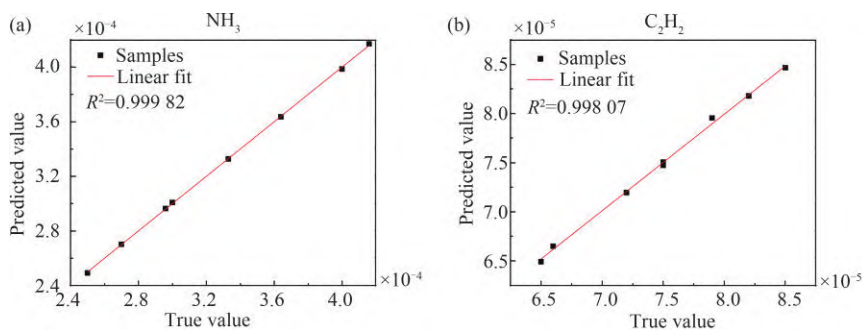 (a)
×10⁻⁴
NH₃
Samples
Linear fit
R²=0.999 82
Predicted value
4.0
3.6
3.2
2.8
2.4
2.4 2.8 3.2 3.6 4.0
×10⁻⁴
True value
(b)
×10⁻⁵
C₂H₂
Samples
Linear fit
R²=0.998 07
Predicted value
8.5
8.0
7.5
7.0
6.5
6.5 7.0 7.5 8.0 8.5
×10⁻⁵
True value